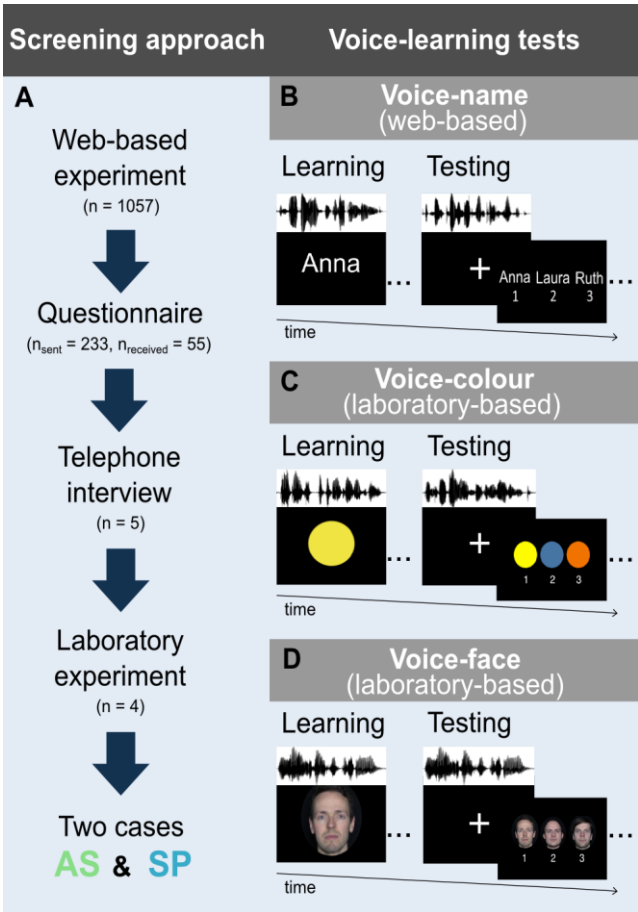 Screening approach
Voice-learning tests
A
Web-based
experiment
(n = 1057)
Questionnaire
(n_sent = 233, n_received = 55)
Telephone
interview
(n = 5)
Laboratory
experiment
(n = 4)
Two cases
AS & SP
B
Voice-name
(web-based)
Learning Testing
Anna
...
+
Anna Laura Ruth
1 2 3
...
time
C
Voice-colour
(laboratory-based)
Learning Testing
...
+
1 2 3
...
time
D
Voice-face
(laboratory-based)
Learning Testing
...
+
1 2 3
...
time